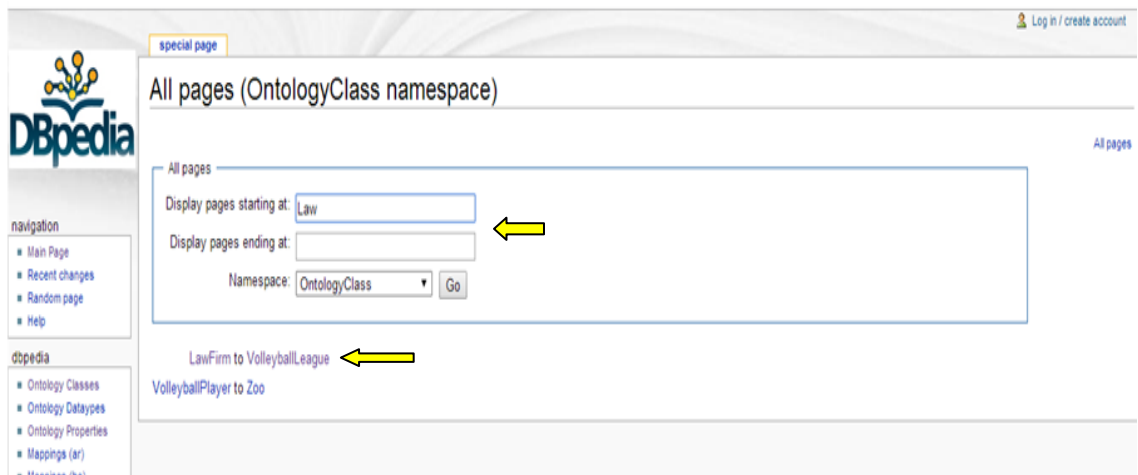 Log in / create account
special page
DBpedia
All pages (OntologyClass namespace)
All pages
All pages
Display pages starting at: Law
Display pages ending at:
Namespace: OntologyClass Go
LawFirm to VolleyballLeague
VolleyballPlayer to Zoo
navigation
Main Page
Recent changes
Random page
Help
dbpedia
Ontology Classes
Ontology Dataypes
Ontology Properties
Mappings (ar)